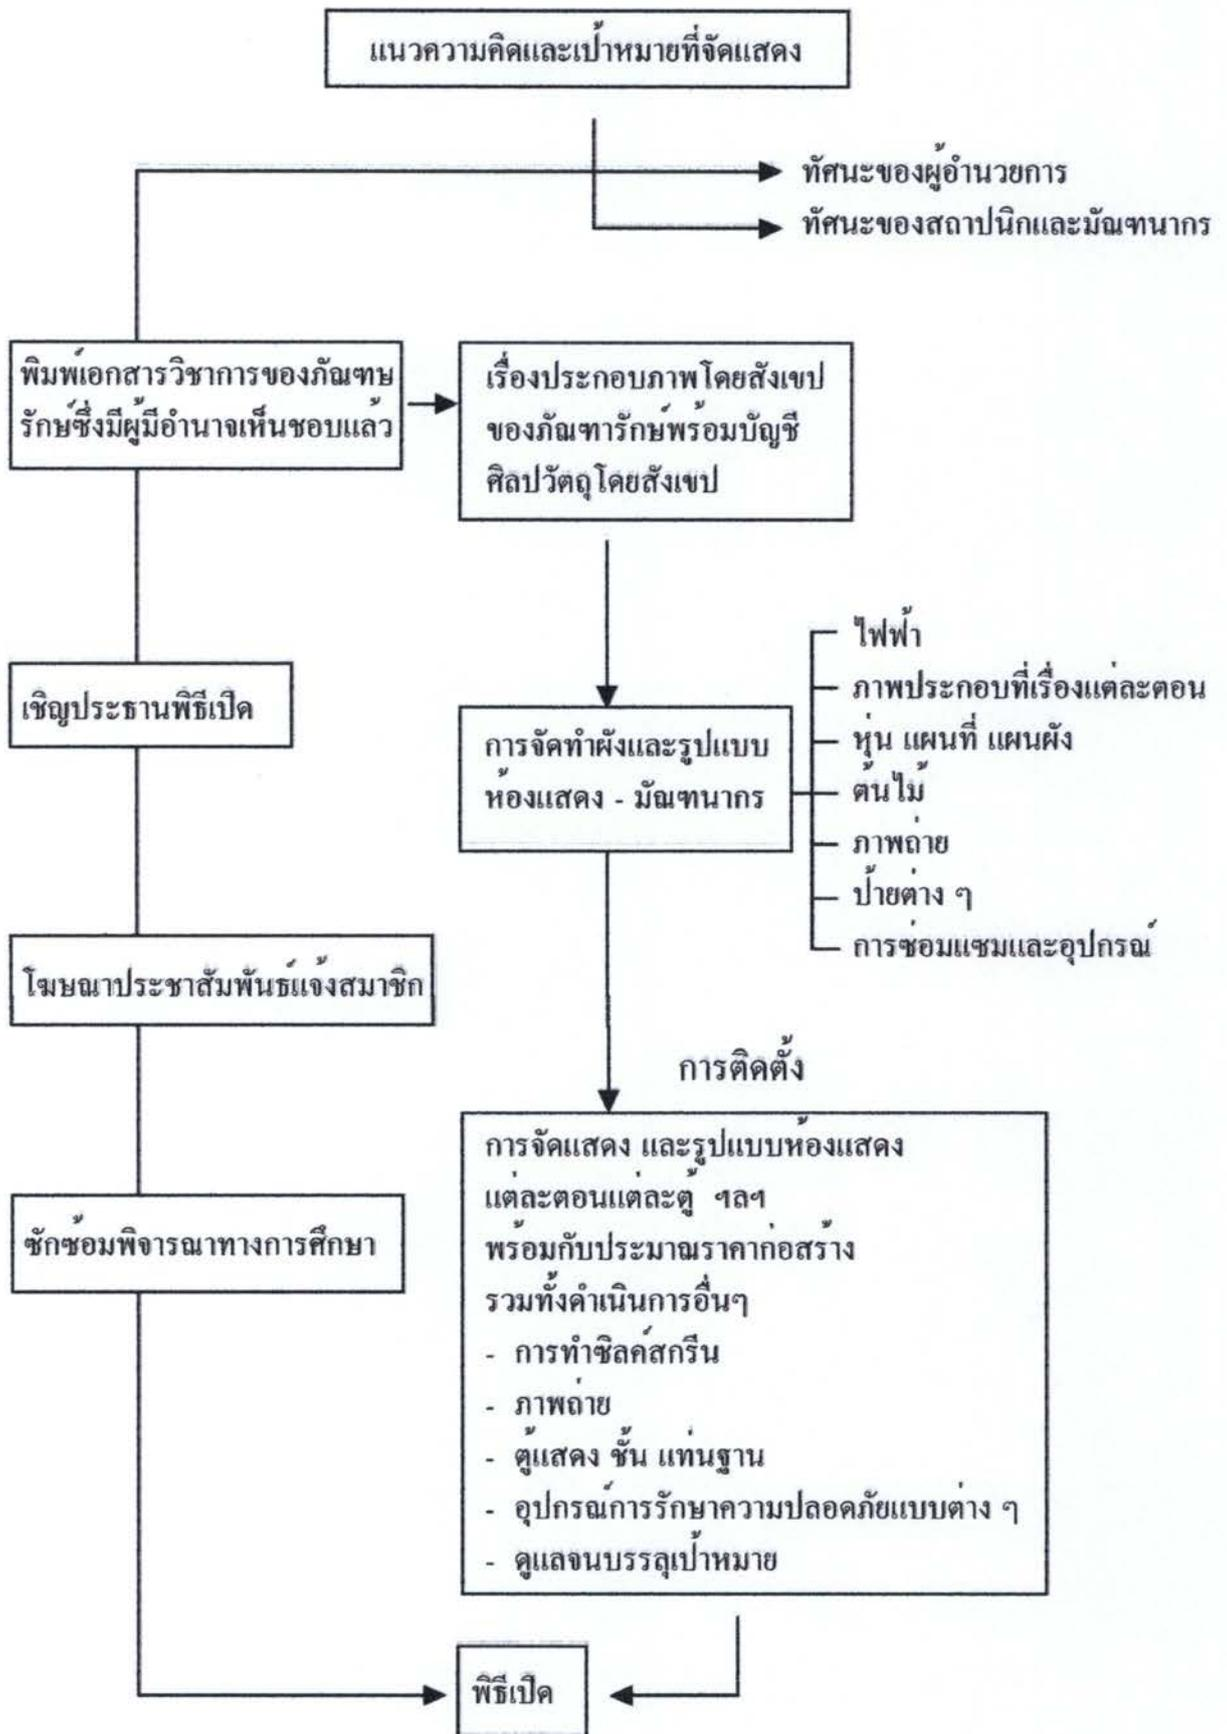 แนวความคิดและเป้าหมายที่จัดแสดง
ทัศนะของผู้อำนวยการ
ทัศนะของสถาปนิกและมัณฑนากร
พิมพ์เอกสารวิชาการของภัณฑษ
รักษ์ซึ่งมีผู้มีอำนาจเห็นชอบแล้ว
เรื่องประกอบภาพโดยสังเขป
ของภัณฑารักษ์พร้อมบัญชี
ศิลปวัตถุโดยสังเขป
เชิญประธานพิธีเปิด
การจัดทำผังและรูปแบบ
ห้องแสดง - มัณฑนากร
ไฟฟ้า
ภาพประกอบที่เรื่องแต่ละตอน
หุ่น แผนที่ แผนผัง
ต้นไม้
ภาพถ่าย
ป้ายต่าง ๆ
การซ่อมแซมและอุปกรณ์
โฆษณาประชาสัมพันธ์แจ้งสมาชิก
การติดตั้ง
การจัดแสดง และรูปแบบห้องแสดง
แต่ละตอนแต่ละตู้ ฯลฯ
พร้อมกับประมาณราคาก่อสร้าง
รวมทั้งดำเนินการอื่นๆ
- การทำซิลค์สกรีน
- ภาพถ่าย
- ตู้แสดง ชั้น แท่นฐาน
- อุปกรณ์การรักษาความปลอดภัยแบบต่าง ๆ
- ดูแลจนบรรลุเป้าหมาย
ซักซ้อมพิจารณาทางการศึกษา
พิธีเปิด